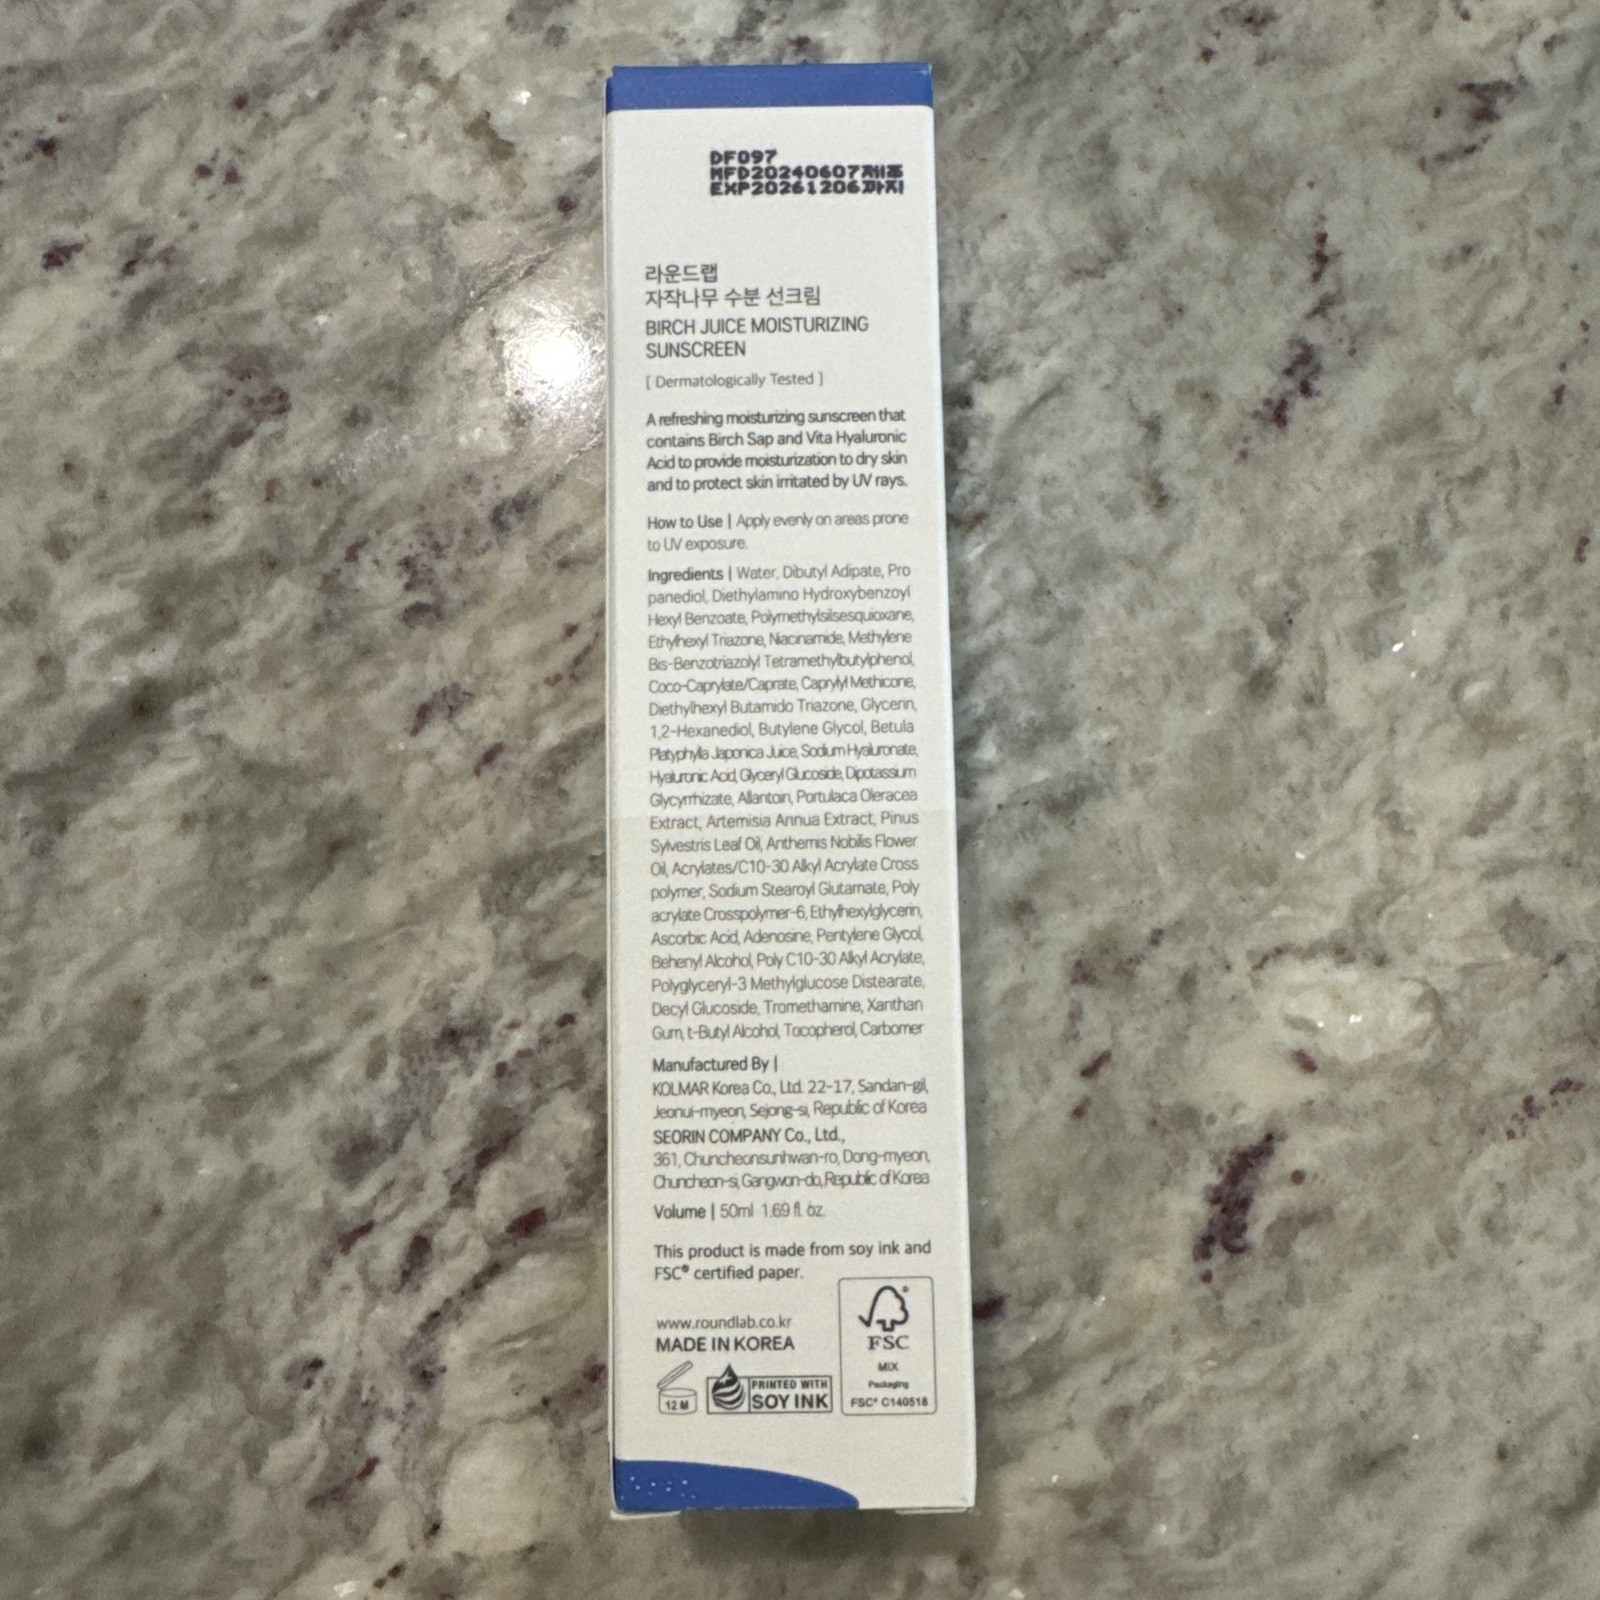 DF097
MFD20240607제조
EXP20261206까지
라운드랩
자작나무 수분 선크림
BIRCH JUICE MOISTURIZING
SUNSCREEN
[ Dermatologically Tested ]
A refreshing moisturizing sunscreen that
contains Birch Sap and Vita Hyaluronic
Acid to provide moisturization to dry skin
and to protect skin irritated by UV rays.
How to Use | Apply evenly on areas prone
to UV exposure.
Ingredients | Water, Dibutyl Adipate, Pro
panediol, Diethylamino Hydroxybenzoyl
Hexyl Benzoate, Polymethylsilsesquioxane,
Ethylhexyl Triazone, Niacinamide, Methylene
Bis-Benzotriazolyl Tetramethylbutylphenol,
Coco-Caprylate/Caprate, Caprylyl Methicone,
Diethylhexyl Butamido Triazone, Glycerin,
1,2-Hexanediol, Butylene Glycol, Betula
Platyphylla Japonica Juice, Sodium Hyaluronate,
Hyaluronic Acid, Glyceryl Glucoside, Dipotassium
Glycyrrhizate, Allantoin, Portulaca Oleracea
Extract, Artemisia Annua Extract, Pinus
Sylvestris Leaf Oil, Anthemis Nobilis Flower
Oil, Acrylates/C10-30 Alkyl Acrylate Cross
polymer, Sodium Stearoyl Glutamate, Poly
acrylate Crosspolymer-6, Ethylhexylglycerin,
Ascorbic Acid, Adenosine, Pentylene Glycol,
Behenyl Alcohol, Poly C10-30 Alkyl Acrylate,
Polyglyceryl-3 Methylglucose Distearate,
Decyl Glucoside, Tromethamine, Xanthan
Gum, t-Butyl Alcohol, Tocopherol, Carbomer
Manufactured By |
KOLMAR Korea Co., Ltd. 22-17, Sandan-gil,
Jeonui-myeon, Sejong-si, Republic of Korea
SEORIN COMPANY Co., Ltd.,
361, Chuncheonsunhwan-ro, Dong-myeon,
Chuncheon-si, Gangwon-do, Republic of Korea
Volume | 50ml 1.69 fl. oz.
This product is made from soy ink and
FSC® certified paper.
www.roundlab.co.kr
MADE IN KOREA
12 M
PRINTED WITH
SOY INK
FSC
MIX
Packaging
FSC® C140518